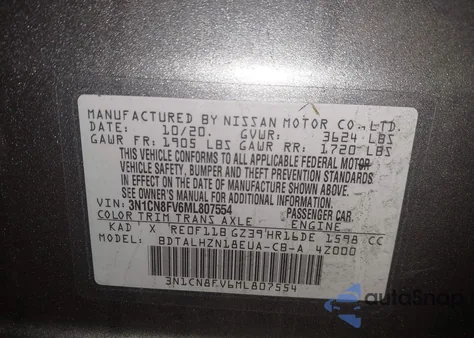 MANUFACTURED BY NISSAN MOTOR CO., LTD.
DATE: 10/20. GVWR: 3624 LBS
GAWR FR: 1905 LBS GAWR RR: 1720 LBS
THIS VEHICLE CONFORMS TO ALL APPLICABLE FEDERAL MOTOR
VEHICLE SAFETY, BUMPER AND THEFT PREVENTION STANDARDS
IN EFFECT ON THE DATE OF MANUFACTURE SHOWN ABOVE.
SEE OWNER'S MANUAL FOR ADDITIONAL INFORMATION.
VIN: 3N1CN8FV6ML807554 PASSENGER CAR.
COLOR TRIM TRANS AXLE ENGINE
KAD X RE0F11B GZ39 HR16DE 1598 CC
MODEL: BDTALHZN18EUA-CB-A 4Z000
3N1CN8FV6ML807554
autoSnap